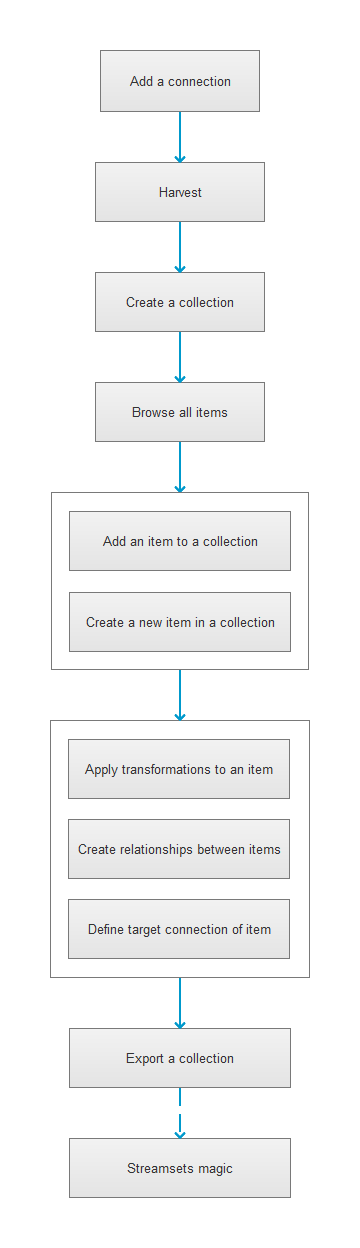 Add a connection
Harvest
Create a collection
Browse all items
Add an item to a collection
Create a new item in a collection
Apply transformations to an item
Create relationships between items
Define target connection of item
Export a collection
Streamsets magic